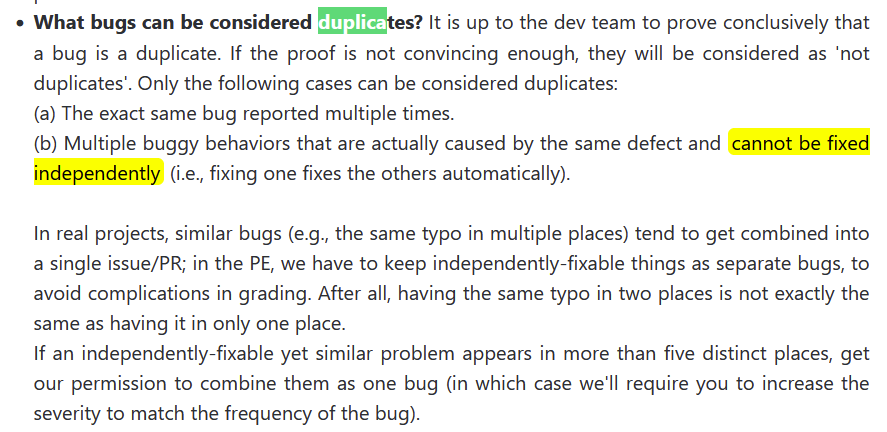 • What bugs can be considered duplicates? It is up to the dev team to prove conclusively that
a bug is a duplicate. If the proof is not convincing enough, they will be considered as 'not
duplicates'. Only the following cases can be considered duplicates:
(a) The exact same bug reported multiple times.
(b) Multiple buggy behaviors that are actually caused by the same defect and cannot be fixed
independently (i.e., fixing one fixes the others automatically).
In real projects, similar bugs (e.g., the same typo in multiple places) tend to get combined into
a single issue/PR; in the PE, we have to keep independently-fixable things as separate bugs, to
avoid complications in grading. After all, having the same typo in two places is not exactly the
same as having it in only one place.
If an independently-fixable yet similar problem appears in more than five distinct places, get
our permission to combine them as one bug (in which case we'll require you to increase the
severity to match the frequency of the bug).